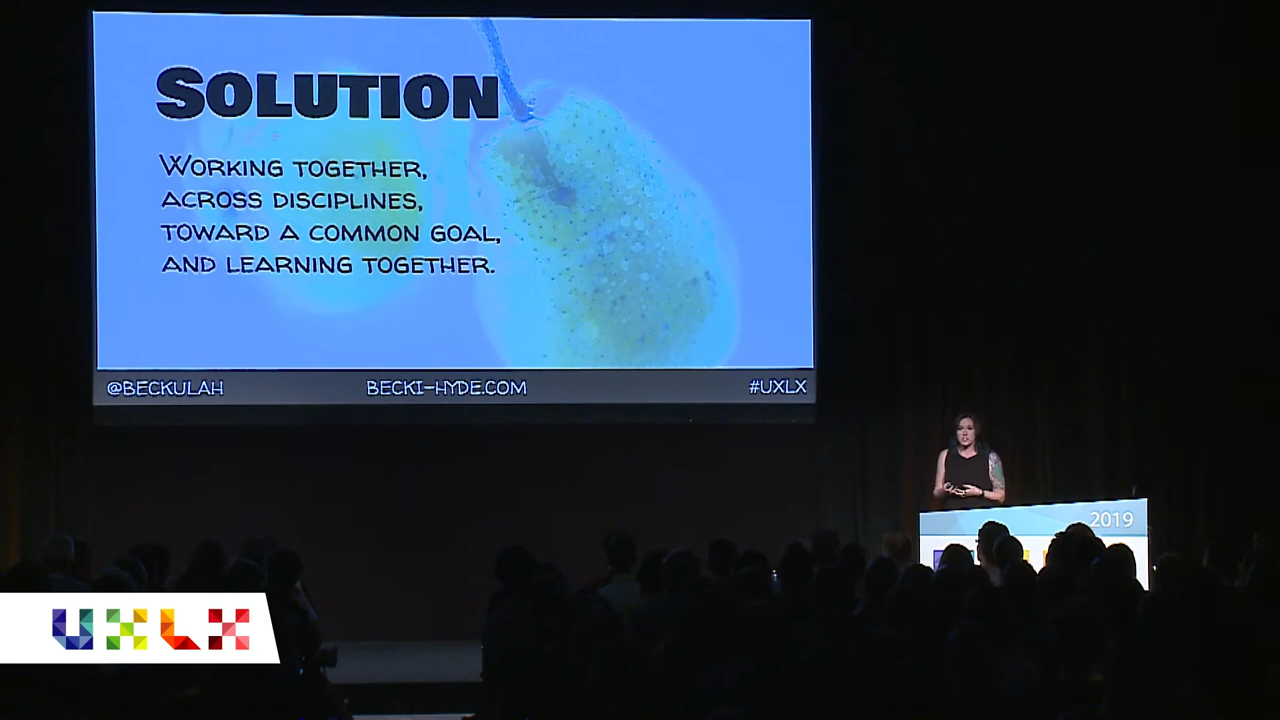 SOLUTION
WORKING TOGETHER,
ACROSS DISCIPLINES,
TOWARD A COMMON GOAL,
AND LEARNING TOGETHER.
@BECKULAH BECKI-HYDE.COM #UXLX
2019
UXLX